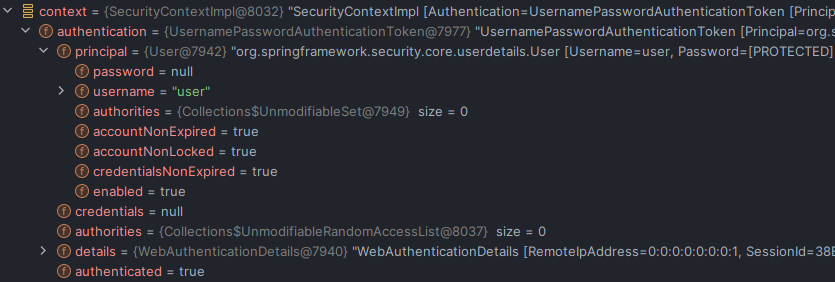 context = {SecurityContextImpl@8032} "SecurityContextImpl [Authentication=UsernamePasswordAuthenticationToken [Princip
authentication = {UsernamePasswordAuthenticationToken@7977} "UsernamePasswordAuthenticationToken [Principal=org.s
f principal = {User@7942} "org.springframework.security.core.userdetails.User [Username=user, Password=[PROTECTED]
f password = null
f username = "user"
f authorities = {Collections$UnmodifiableSet@7949} size = 0
f accountNonExpired = true
f accountNonLocked = true
f credentialsNonExpired = true
f enabled = true
f credentials = null
f authorities = {Collections$UnmodifiableRandomAccessList@8037} size = 0
f details = {WebAuthenticationDetails@7940} "WebAuthenticationDetails [RemoteIpAddress=0:0:0:0:0:0:0:1, SessionId=38E
f authenticated = true